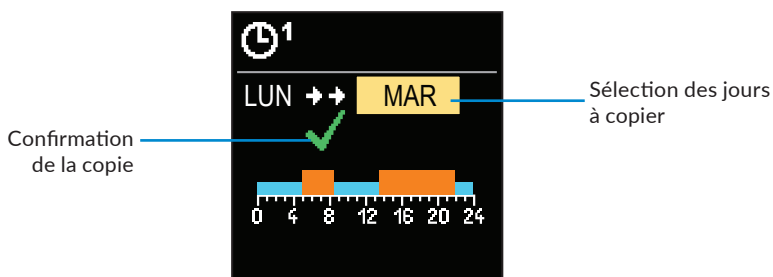 1
LUN → → MAR
Sélection des jours
à copier
Confirmation
de la copie
0 4 8 12 16 20 24